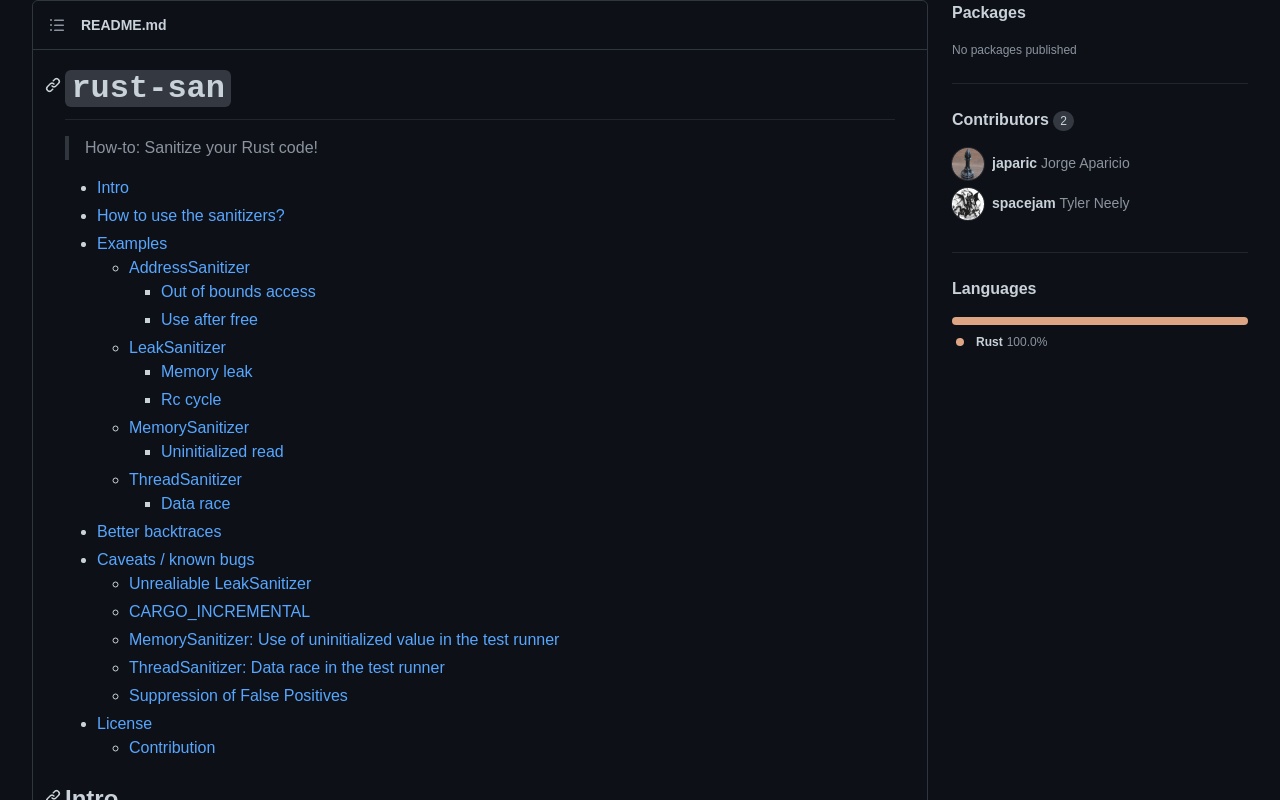 README.md
rust-san
How-to: Sanitize your Rust code!
Intro
How to use the sanitizers?
Examples
AddressSanitizer
Out of bounds access
Use after free
LeakSanitizer
Memory leak
Rc cycle
MemorySanitizer
Uninitialized read
ThreadSanitizer
Data race
Better backtraces
Caveats / known bugs
Unrealiable LeakSanitizer
CARGO_INCREMENTAL
MemorySanitizer: Use of uninitialized value in the test runner
ThreadSanitizer: Data race in the test runner
Suppression of False Positives
License
Contribution
Intro
Packages
No packages published
Contributors 2
japaric Jorge Aparicio
spacejam Tyler Neely
Languages
Rust 100.0%